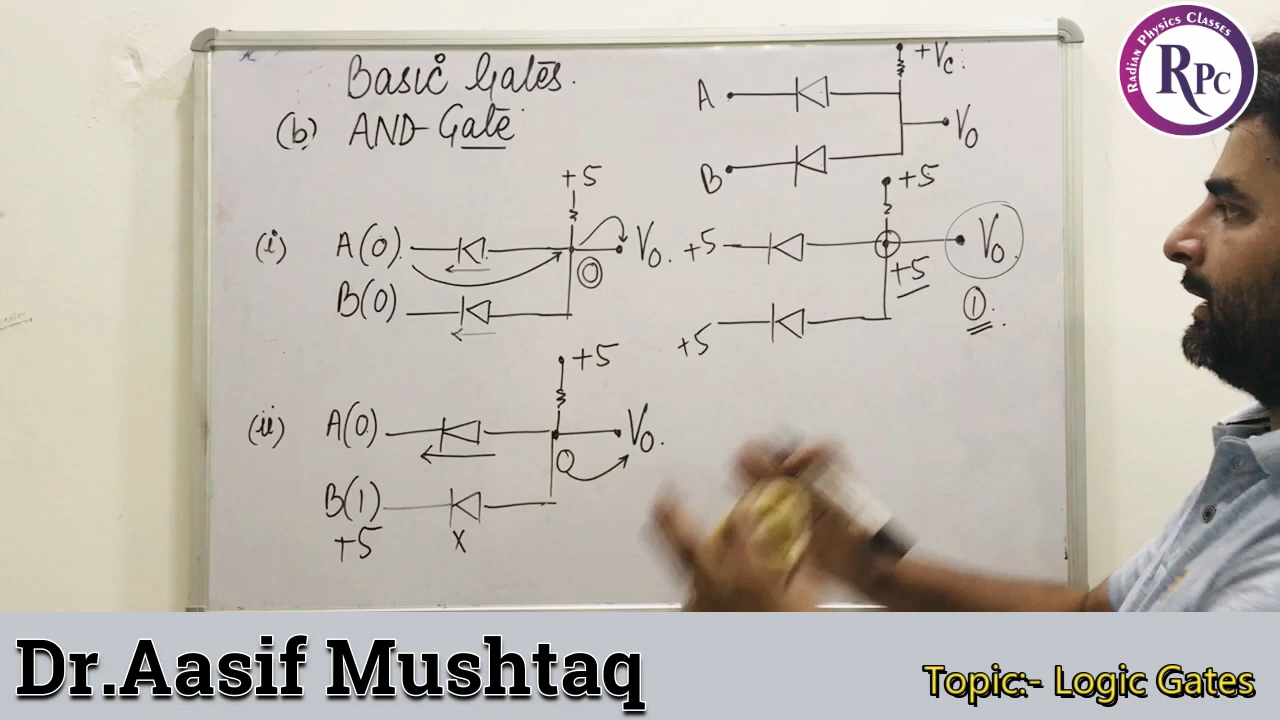 RADIAN PHYSICS CLASSES
RPC
Basic Gates.
(b) AND-Gate
+Vc.
A
V0
B
+5
(i) A(0)
V0.
0
B(0)
+5
+5
V0.
+5
1
+5
+5
(ii) A(0)
V0.
0
B(1)
+5
x
Dr.Aasif Mushtaq
Topic:- Logic Gates